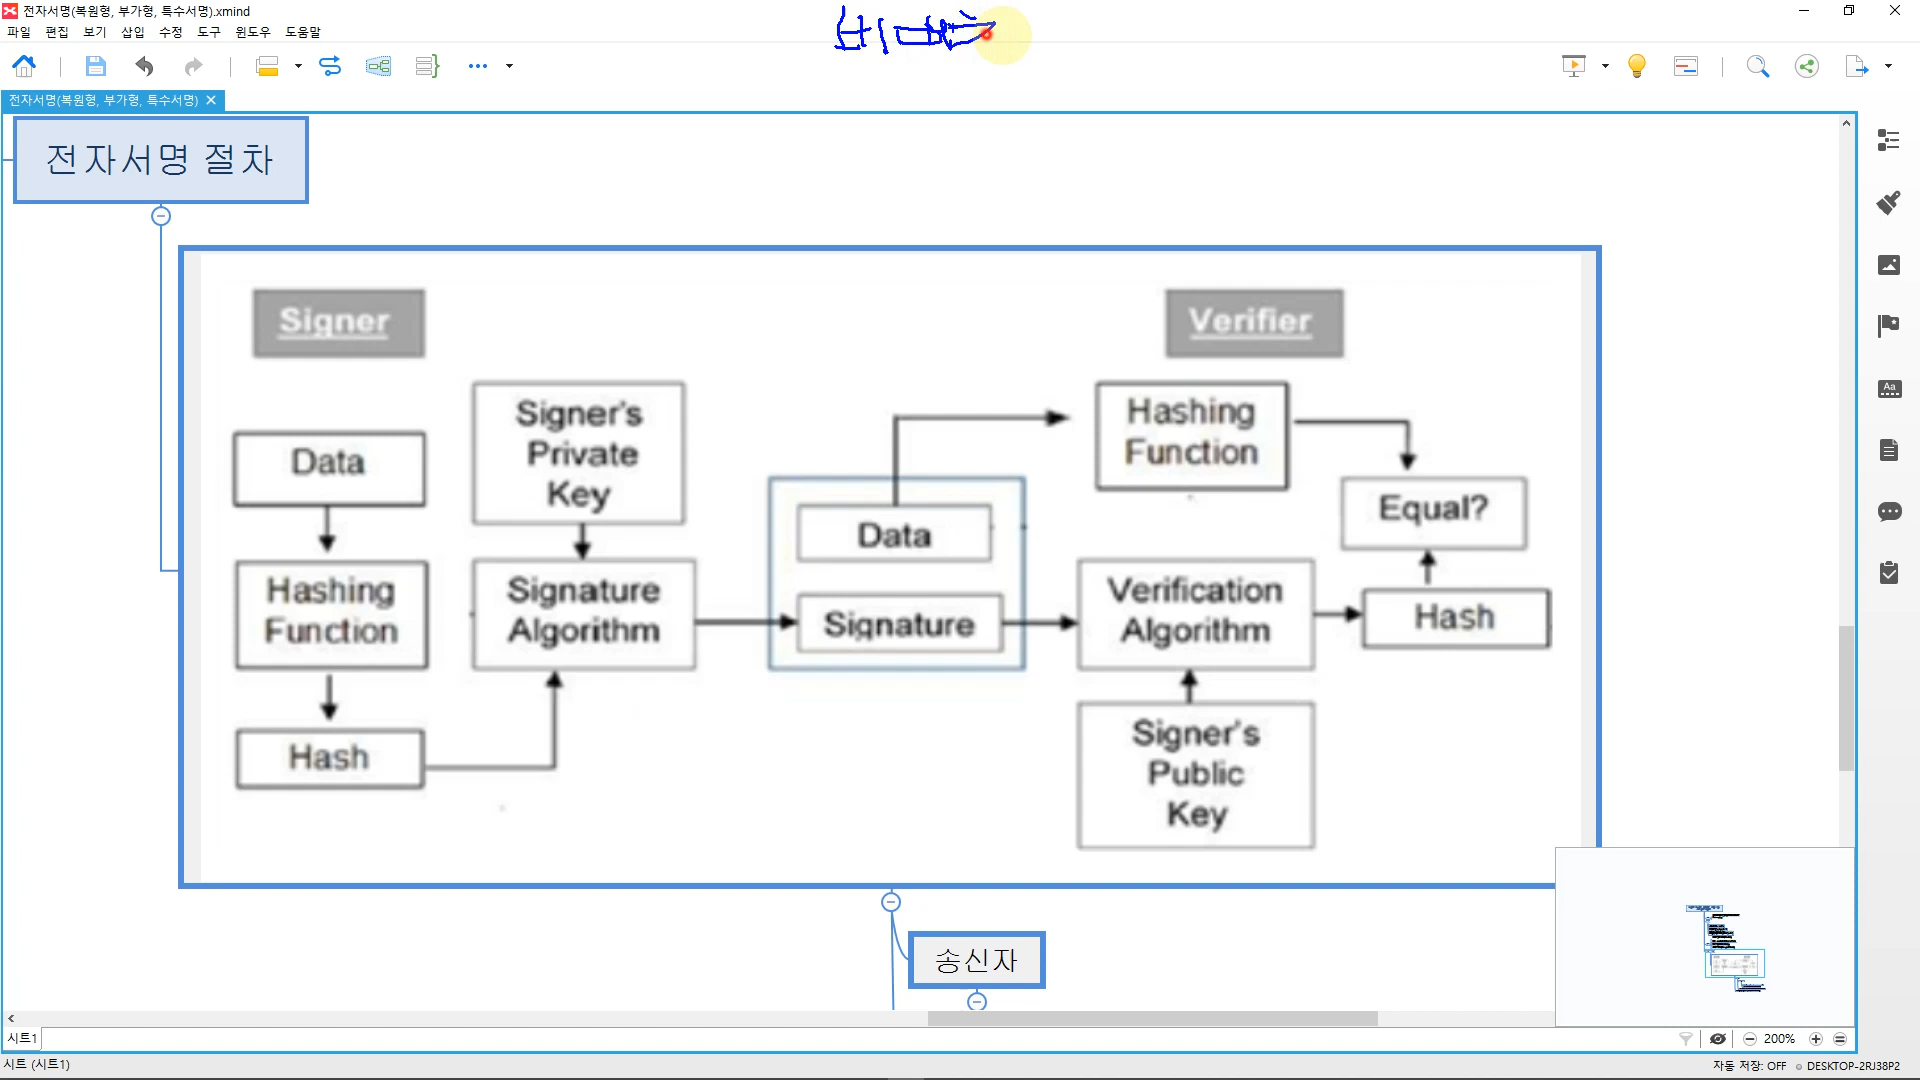 전자서명(복원형, 부가형, 특수서명).xmind
파일 편집 보기 삽입 수정 도구 윈도우 도움말
전자서명(복원형, 부가형, 특수서명)
전자서명 절차
Signer
Verifier
Data
Hashing
Function
Hash
Signer's
Private
Key
Signature
Algorithm
Data
Signature
Hashing
Function
Equal?
Verification
Algorithm
Hash
Signer's
Public
Key
송신자
시트1
200%
시트 (시트1)
자동 저장: OFF
DESKTOP-2RJ38P2